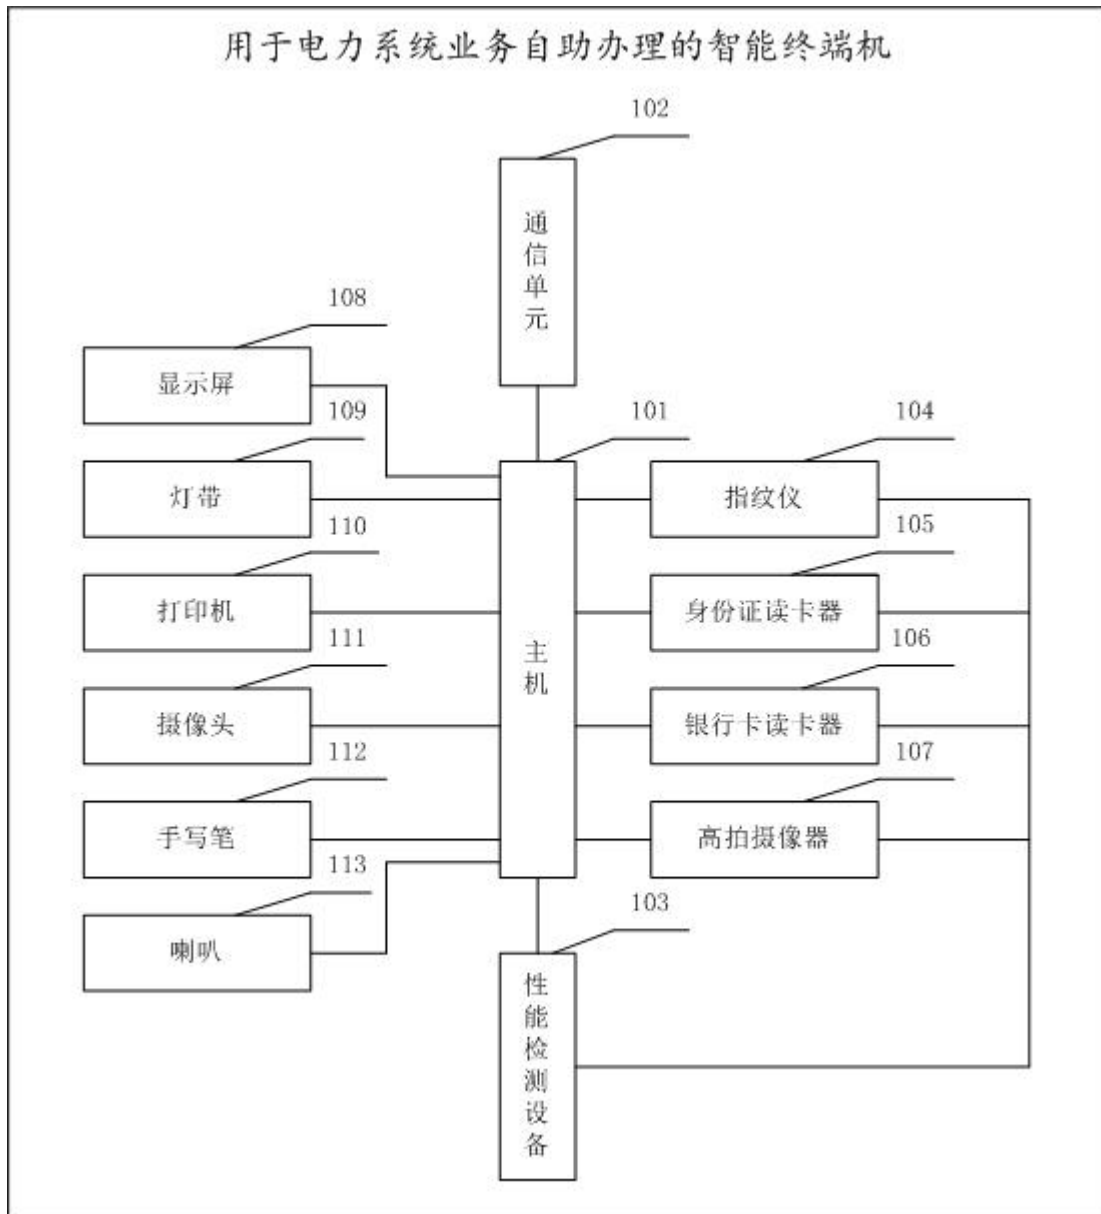 用于电力系统业务自助办理的智能终端机
102
通信单元
108
显示屏
109
101
104
灯带
指纹仪
110
105
打印机
身份证读卡器
111
主机
106
摄像头
银行卡读卡器
112
107
手写笔
高拍摄像器
113
103
喇叭
性能检测设备